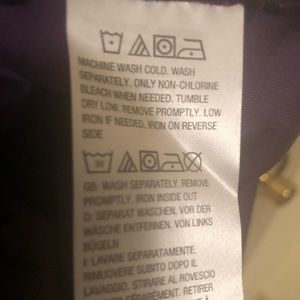 MACHINE WASH COLD. WASH
SEPARATELY. ONLY NON-CHLORINE
BLEACH WHEN NEEDED. TUMBLE
DRY LOW. REMOVE PROMPTLY. LOW
IRON IF NEEDED. IRON ON REVERSE
SIDE
GB: WASH SEPARATELY. REMOVE
PROMPTLY. IRON INSIDE OUT
D: SEPARAT WASCHEN. VOR DER
WÄSCHE ENTFERNEN. VON LINKS
BÜGELN
I: LAVARE SEPARATAMENTE.
RIMUOVERE SUBITO DOPO IL
LAVAGGIO. STIRARE AL ROVESCIO
SÉPARÉMENT. RETIRER